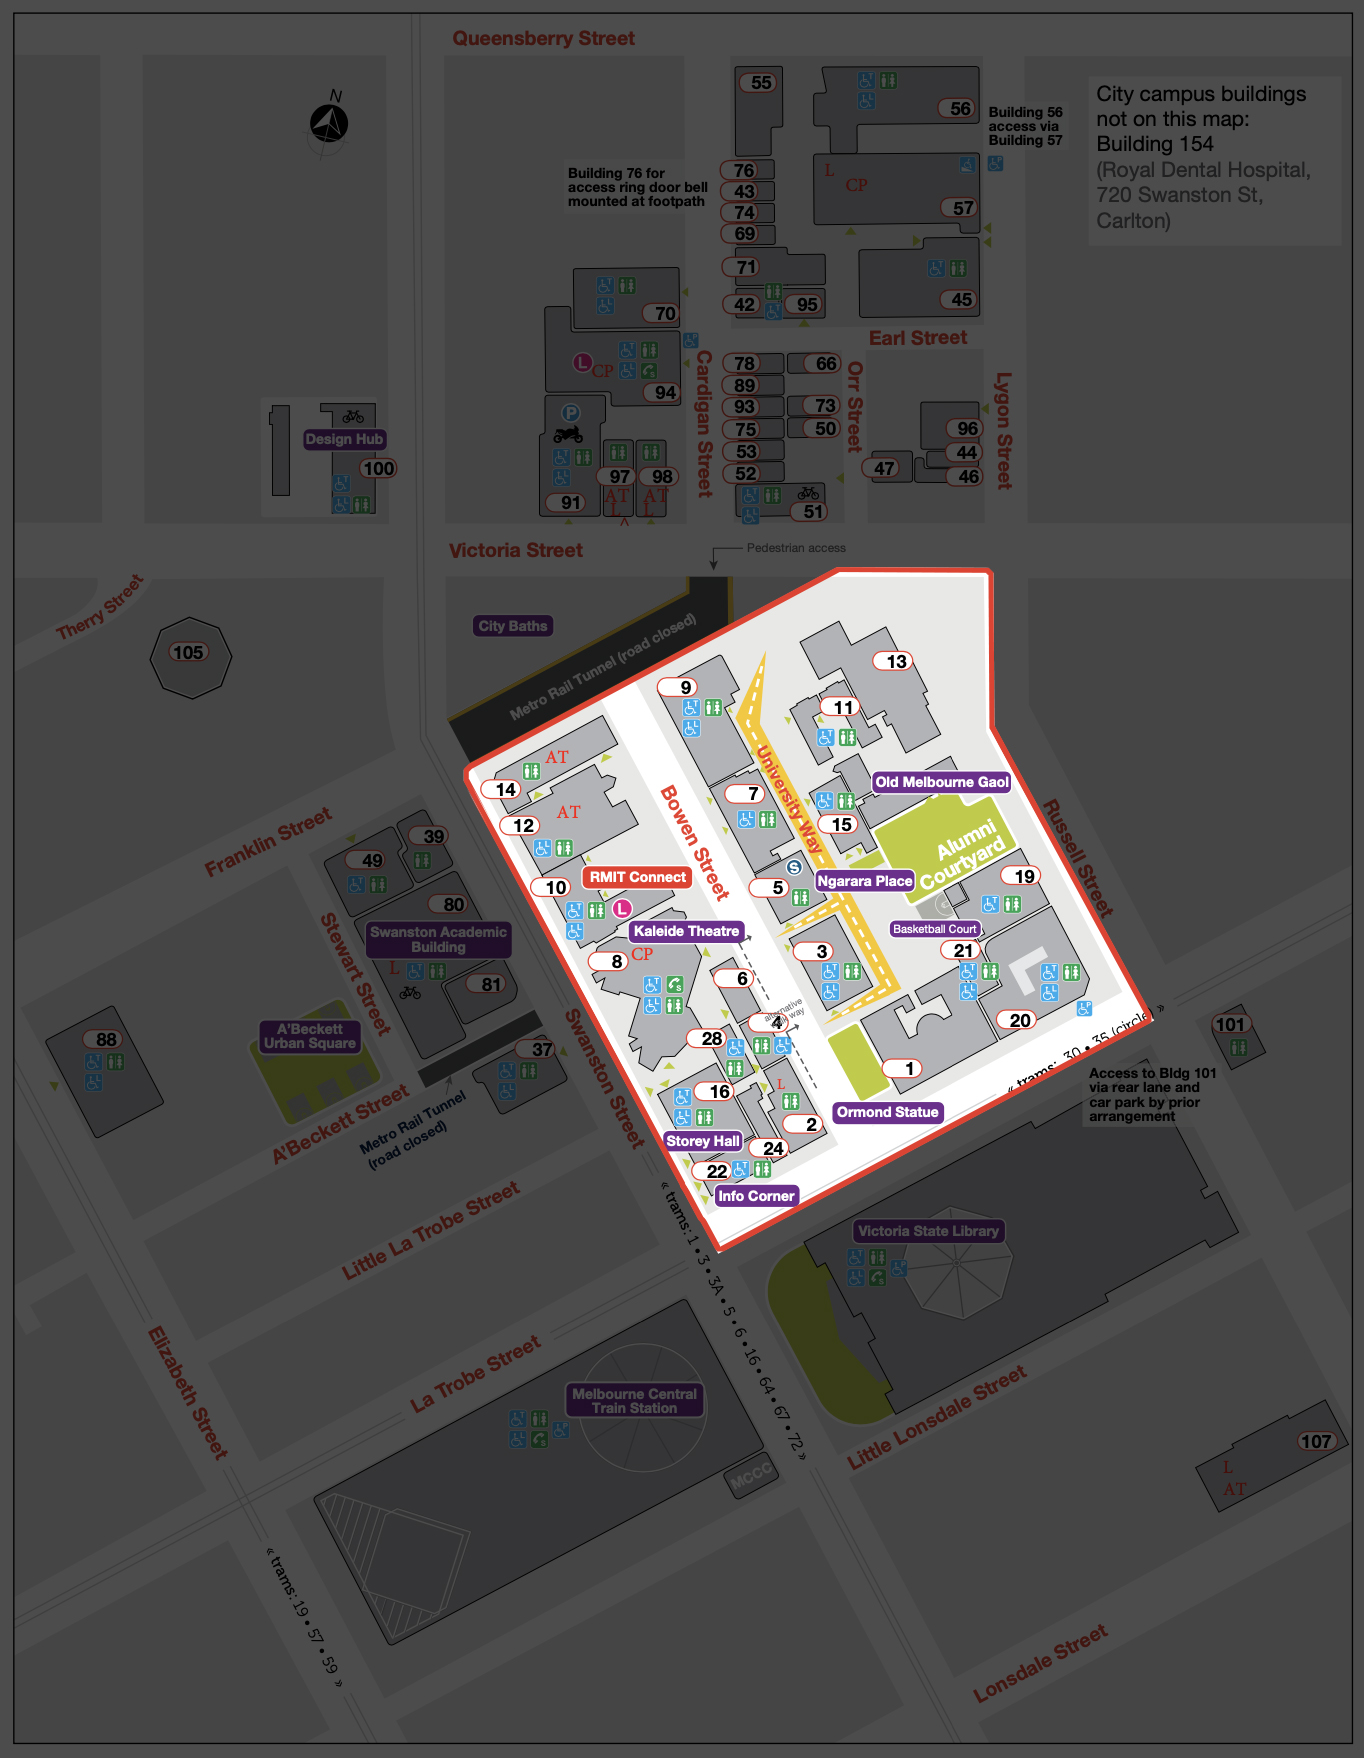 Queensberry Street
N
55
56
Building 56
access via
Building 57
City campus buildings
not on this map:
Building 154
(Royal Dental Hospital,
720 Swanston St,
Carlton)
Building 76 for
access ring door bell
mounted at footpath
76
43
74
69
L
CP
57
71
42
95
45
70
Earl Street
L
CP
94
Cardigan Street
78
66
89
93
73
75
50
53
52
51
Orr Street
Lygon Street
96
44
47
46
Design Hub
100
P
91
97
98
AT
L
AT
L
Victoria Street
Pedestrian access
Therry Street
105
City Baths
Metro Rail Tunnel (road closed)
9
13
11
University Way
14
AT
12
AT
Bowen Street
7
15
Old Melbourne Gaol
Alumni
Courtyard
Russell Street
Franklin Street
39
49
80
Swanston Academic
Building
L
81
Stewart Street
10
RMIT Connect
L
S
5
Ngarara Place
19
Kaleide Theatre
Basketball Court
8
CP
3
21
6
4
alternative
way
20
28
1
88
A'Beckett
Urban Square
37
Swanston Street
A'Beckett Street
Metro Rail Tunnel
(road closed)
16
L
2
Storey Hall
24
22
Info Corner
Ormond Statue
« trams: 30 • 35 (circle) »
101
Access to Bldg 101
via rear lane and
car park by prior
arrangement
Little La Trobe Street
« trams: 1 • 3 • 3A • 5 • 6 • 16 • 64 • 67 • 72 »
Victoria State Library
Elizabeth Street
La Trobe Street
Melbourne Central
Train Station
MCCC
Little Lonsdale Street
107
L
AT
« trams: 19 • 57 • 59 »
Lonsdale Street